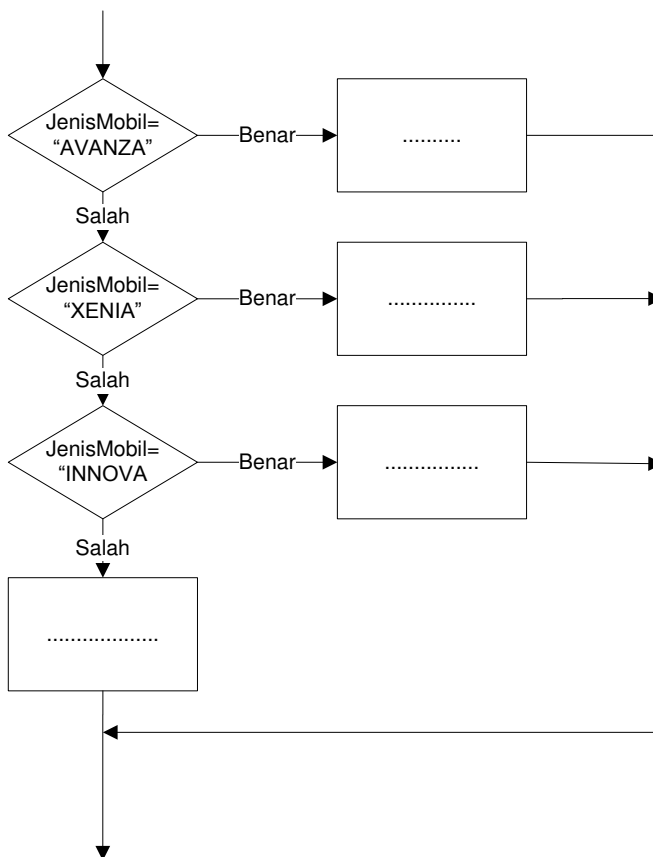 JenisMobil=
“AVANZA”
Benar
..........
Salah
JenisMobil=
“XENIA”
Benar
...............
Salah
JenisMobil=
“INNOVA
Benar
................
Salah
...................